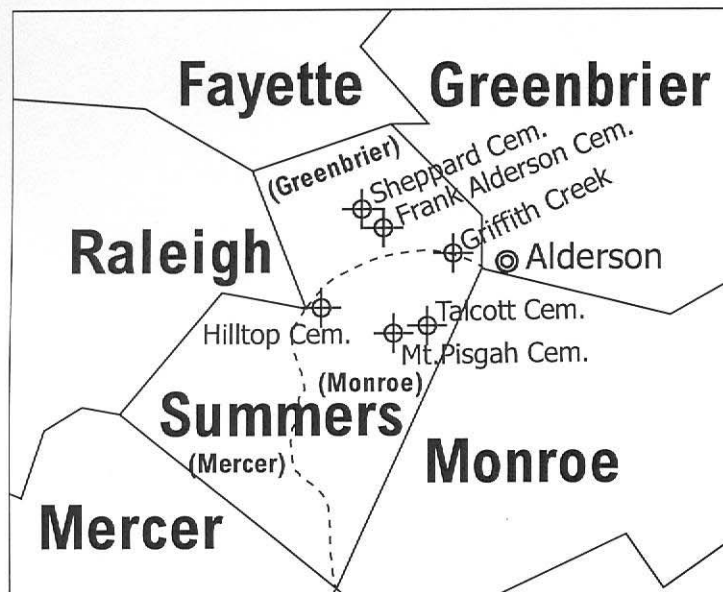 Fayette
Greenbrier
(Greenbrier)
Sheppard Cem.
Frank Alderson Cem.
Griffith Creek
Raleigh
Alderson
Hilltop Cem.
Talcott Cem.
Mt.Pisgah Cem.
(Monroe)
Summers
(Mercer)
Monroe
Mercer